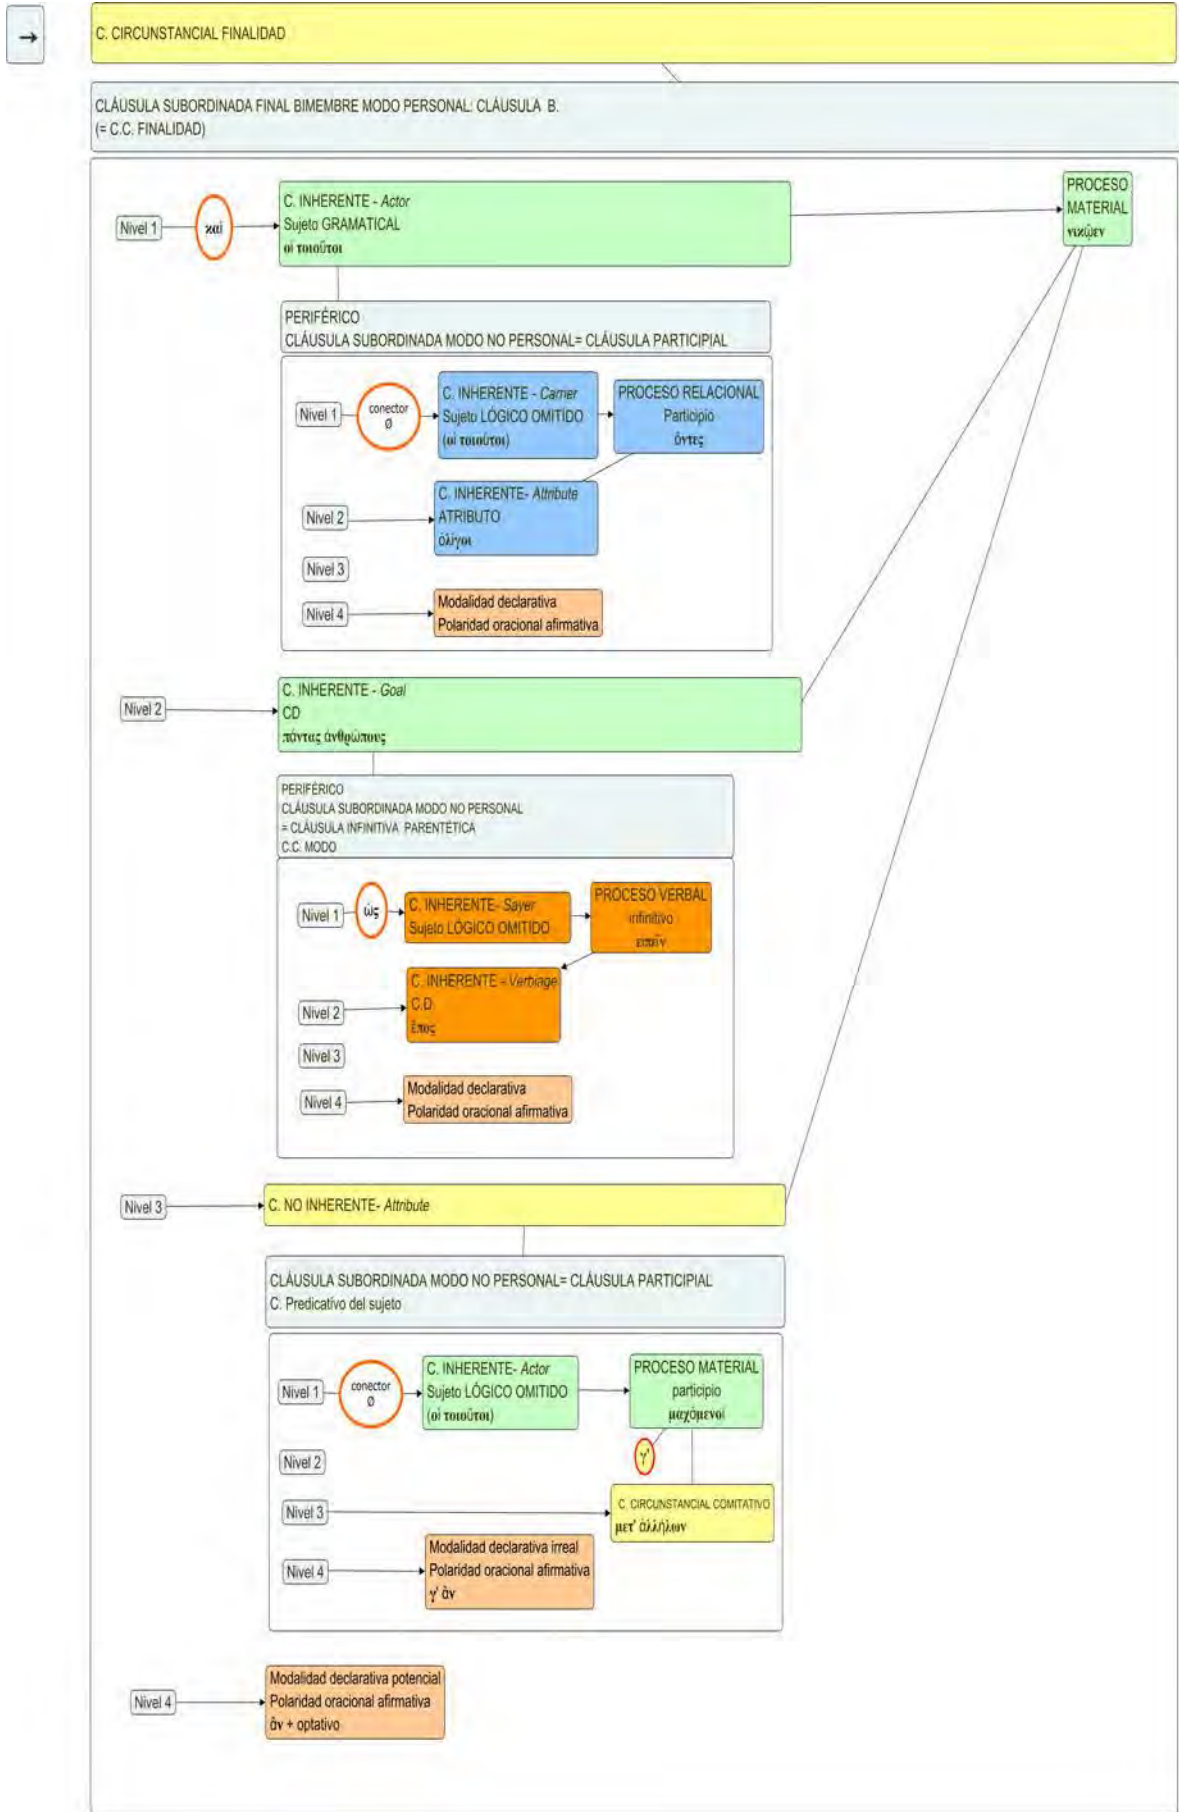 →
C. CIRCUNSTANCIAL FINALIDAD
CLÁUSULA SUBORDINADA FINAL BIMEMBRE MODO PERSONAL: CLÁUSULA B.
(= C.C. FINALIDAD)
Nivel 1
καί
C. INHERENTE - Actor
Sujeto GRAMATICAL
οἱ τοιοῦτοι
PROCESO
MATERIAL
νικῷεν
PERIFÉRICO
CLÁUSULA SUBORDINADA MODO NO PERSONAL= CLÁUSULA PARTICIPIAL
Nivel 1
conector
Ø
C. INHERENTE - Carrier
Sujeto LÓGICO OMITIDO
(οἱ τοιοῦτοι)
PROCESO RELACIONAL
Participio
ὄντες
Nivel 2
C. INHERENTE- Attribute
ATRIBUTO
ὀλίγοι
Nivel 3
Nivel 4
Modalidad declarativa
Polaridad oracional afirmativa
Nivel 2
C. INHERENTE - Goal
CD
πάντας ἀνθρώπους
PERIFÉRICO
CLÁUSULA SUBORDINADA MODO NO PERSONAL
= CLÁUSULA INFINITIVA PARENTÉTICA
C.C. MODO
Nivel 1
ὡς
C. INHERENTE- Sayer
Sujeto LÓGICO OMITIDO
PROCESO VERBAL
infinitivo
εἰπεῖν
Nivel 2
C. INHERENTE - Verbiage
C.D
ἔπος
Nivel 3
Nivel 4
Modalidad declarativa
Polaridad oracional afirmativa
Nivel 3
C. NO INHERENTE- Attribute
CLÁUSULA SUBORDINADA MODO NO PERSONAL= CLÁUSULA PARTICIPIAL
C. Predicativo del sujeto
Nivel 1
conector
Ø
C. INHERENTE- Actor
Sujeto LÓGICO OMITIDO
(οἱ τοιοῦτοι)
PROCESO MATERIAL
participio
μαχόμενοί
Nivel 2
γ'
Nivel 3
C. CIRCUNSTANCIAL COMITATIVO
μετ' ἀλλήλων
Nivel 4
Modalidad declarativa irreal
Polaridad oracional afirmativa
γ' ἂν
Nivel 4
Modalidad declarativa potencial
Polaridad oracional afirmativa
ἂν + optativo